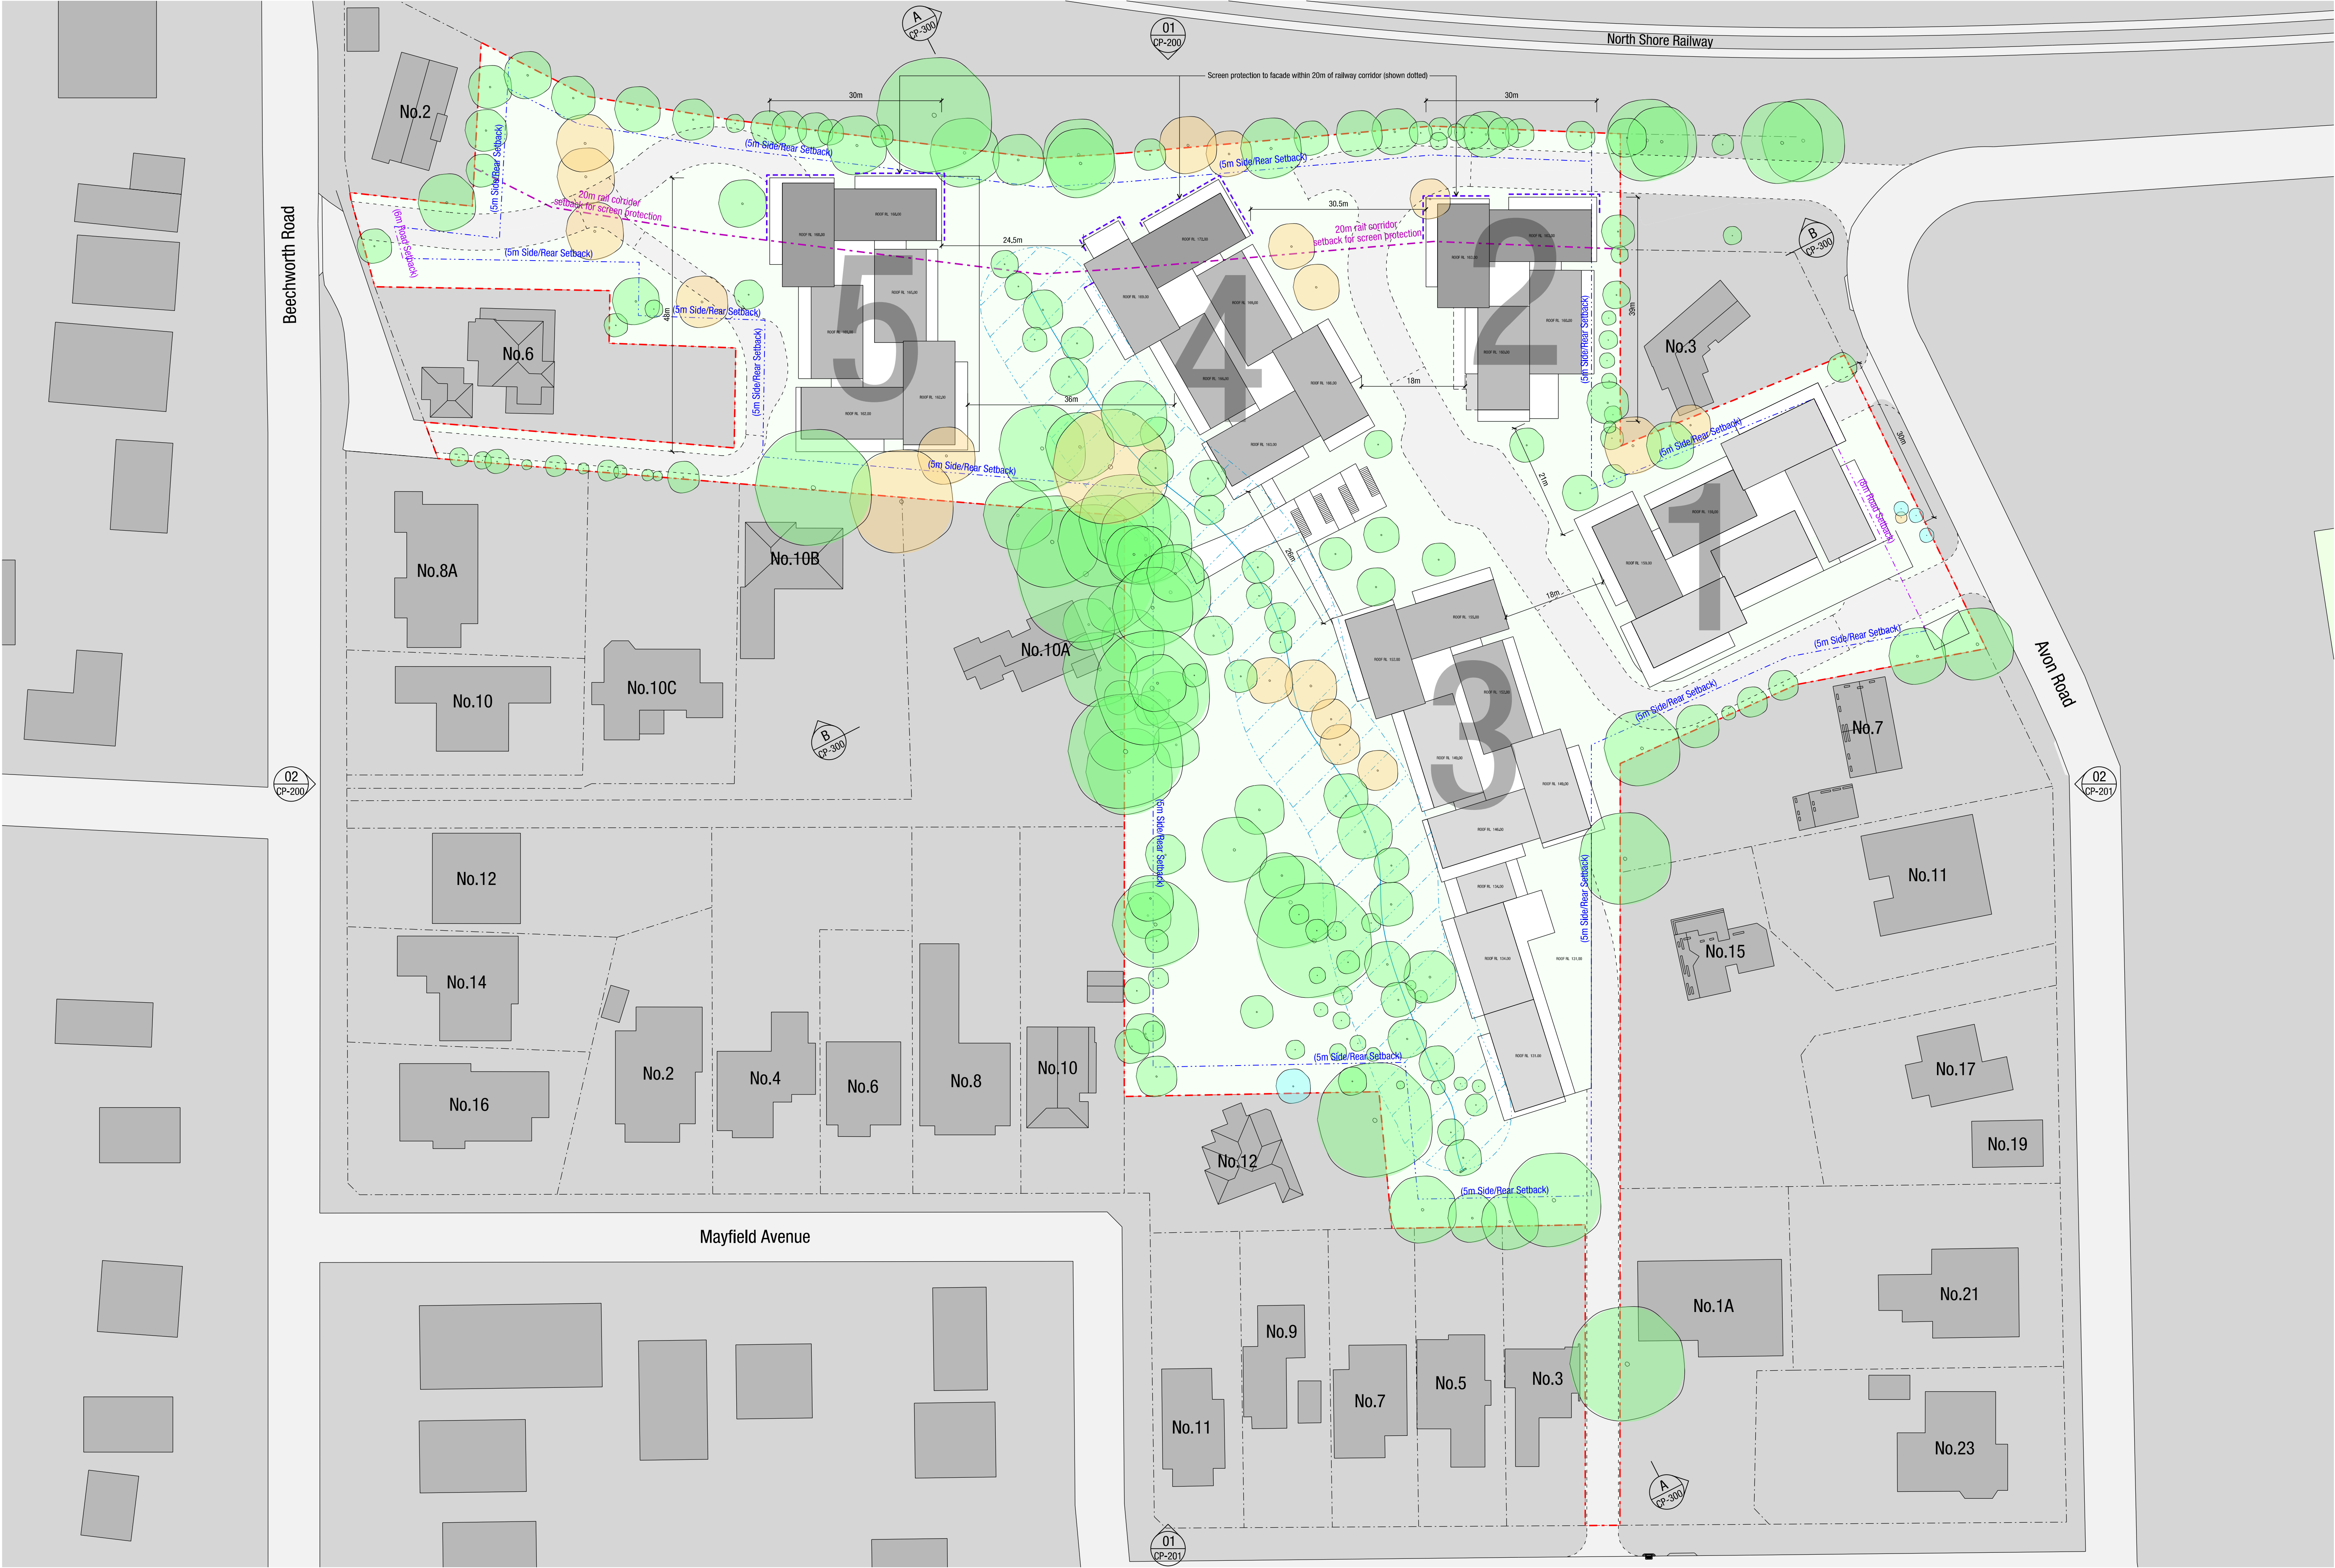 A
CP-300
01
CP-200
North Shore Railway
Screen protection to facade within 20m of railway corridor (shown dotted)
30m
30m
No.2
(5m Side/Rear Setback)
(5m Side/Rear Setback)
(5m Side/Rear Setback)
20m rail corridor
setback for screen protection
(6m Road Setback)
(5m Side/Rear Setback)
(5m Side/Rear Setback)
(5m Side/Rear Setback)
48m
24.5m
30.5m
20m rail corridor
setback for screen protection
36m
18m
39m
B
CP-300
Beechworth Road
No.6
5
4
2
No.3
(5m Side/Rear Setback)
(5m Side/Rear Setback)
(5m Side/Rear Setback)
30m
(8m Road Setback)
21m
1
26m
18m
No.8A
No.10B
No.10A
No.10
No.10C
3
(5m Side/Rear Setback)
(5m Side/Rear Setback)
Avon Road
No.7
B
CP-300
02
CP-200
02
CP-201
(5m Side/Rear Setback)
(5m Side/Rear Setback)
No.12
No.11
No.14
No.15
No.16
No.2
No.4
No.6
No.8
No.10
(5m Side/Rear Setback)
No.17
No.12
No.19
(5m Side/Rear Setback)
Mayfield Avenue
No.1A
No.21
No.9
No.11
No.7
No.5
No.3
No.23
A
CP-300
01
CP-201